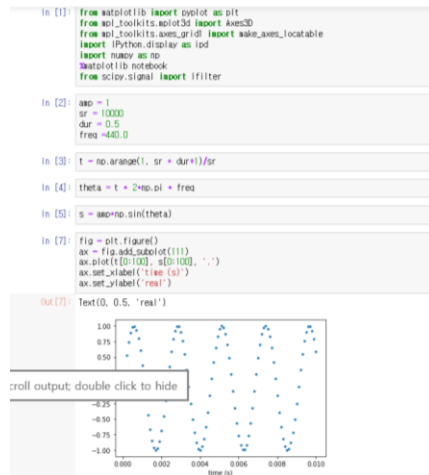 In [1]: from matplotlib import pyplot as plt
from mpl_toolkits.mplot3d import Axes3D
from mpl_toolkits.axes_grid1 import make_axes_locatable
import IPython.display as ipd
import numpy as np
%matplotlib notebook
from scipy.signal import lfilter
In [2]: amp = 1
sr = 10000
dur = 0.5
freq =440.0
In [3]: t = np.arange(1, sr * dur+1)/sr
In [4]: theta = t * 2*np.pi * freq
In [5]: s = amp*np.sin(theta)
In [7]: fig = plt.figure()
ax = fig.add_subplot(111)
ax.plot(t[0:100], s[0:100], '.')
ax.set_xlabel('time (s)')
ax.set_ylabel('real')
Out[7]: Text(0, 0.5, 'real')
1.00
0.75
0.50
croll output; double click to hide
−0.25
−0.50
−0.75
−1.00
0.000 0.002 0.004 0.006 0.008 0.010
time (s)